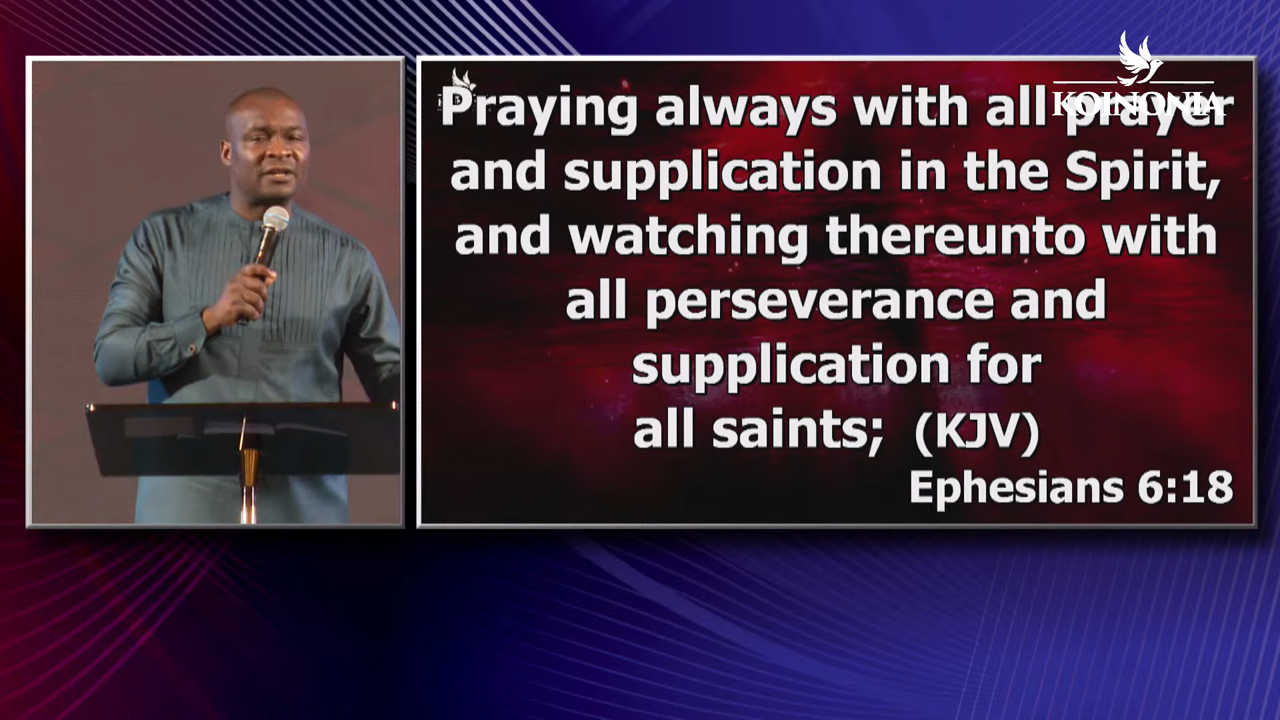 KOINONIA
Praying always with all prayer
and supplication in the Spirit,
and watching thereunto with
all perseverance and
supplication for
all saints; (KJV)
Ephesians 6:18